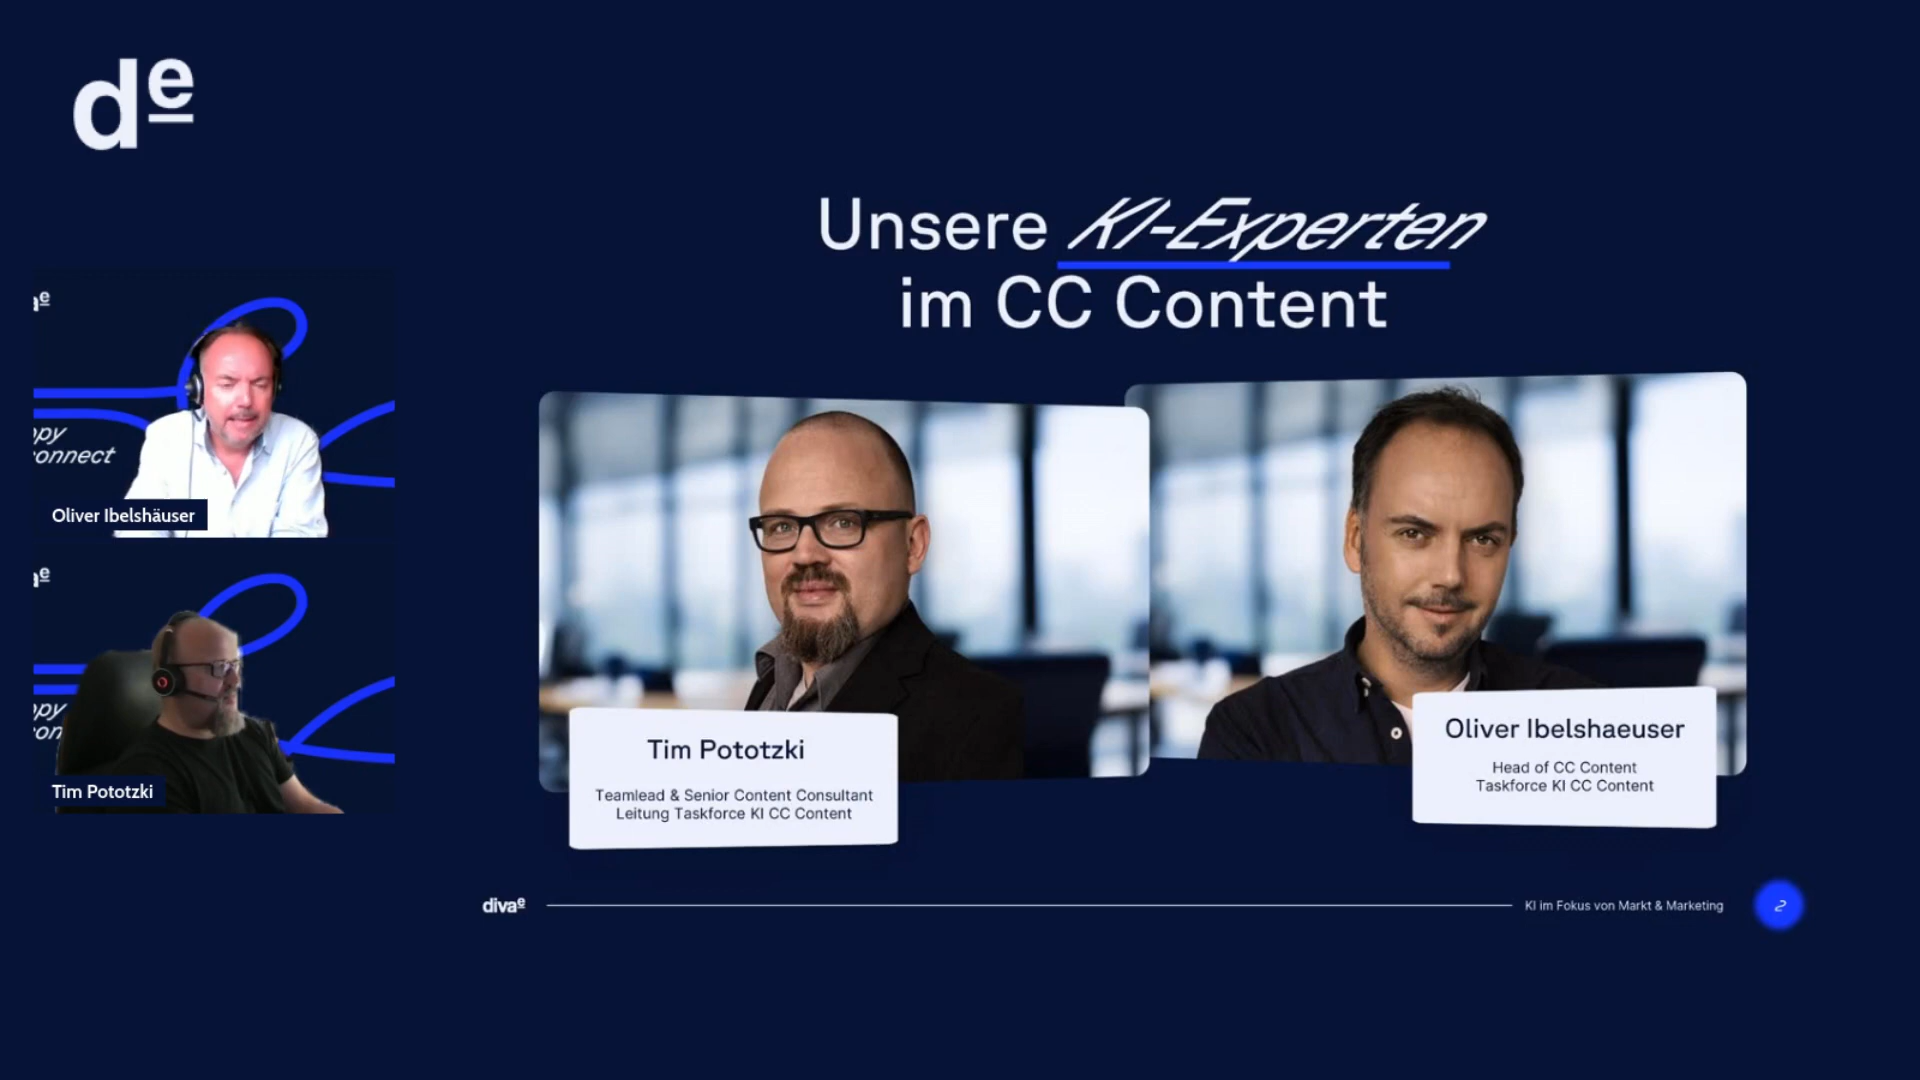 de
Unsere KI-Experten
im CC Content
py
onnect
Oliver Ibelshäuser
py
Tim Pototzki
Tim Pototzki
Teamlead & Senior Content Consultant
Leitung Taskforce KI CC Content
Oliver Ibelshaeuser
Head of CC Content
Taskforce KI CC Content
divae
KI im Fokus von Markt & Marketing
2